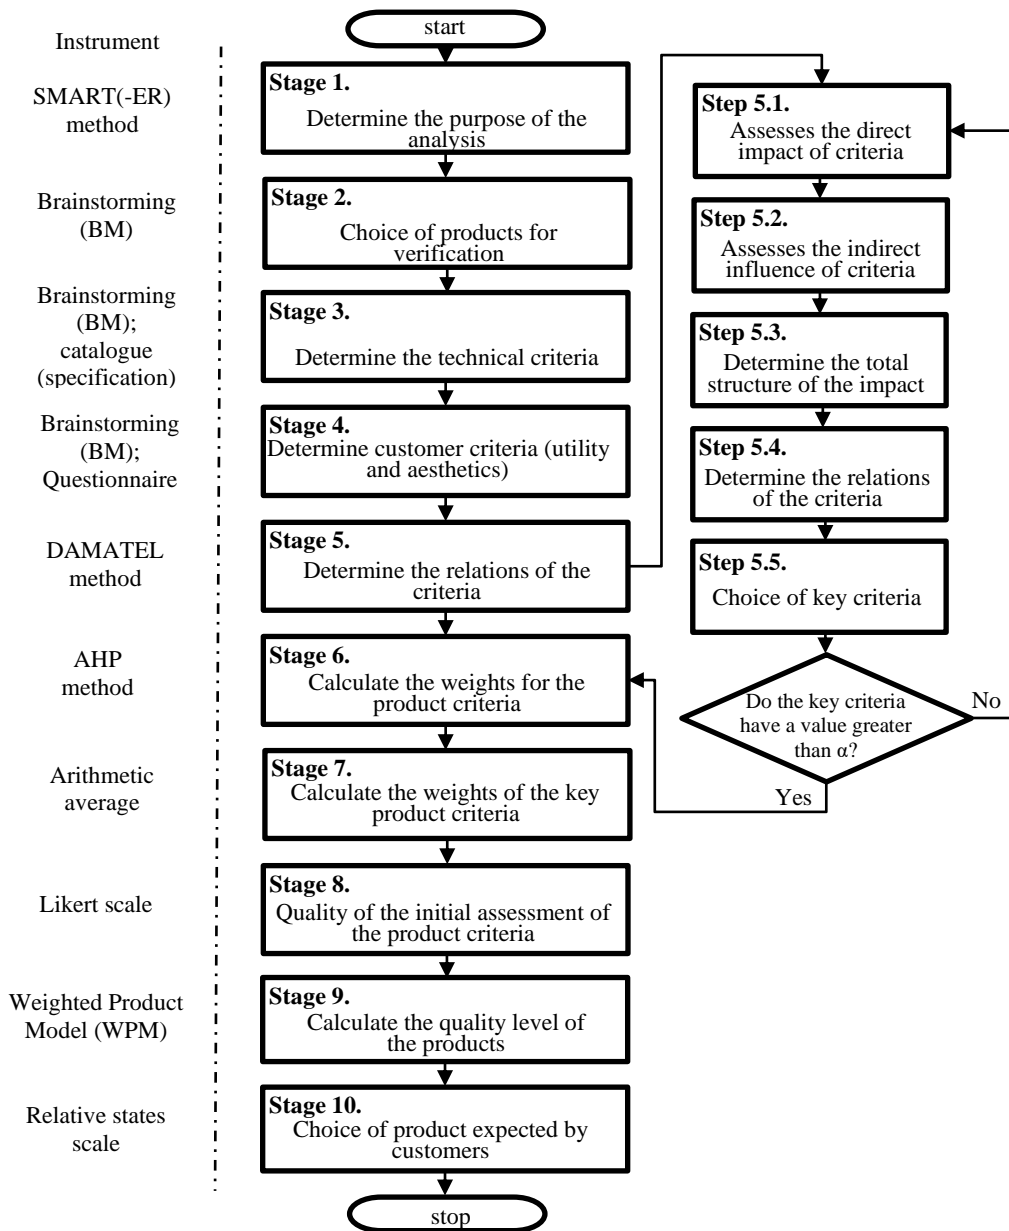 Instrument
SMART(-ER)
method
Brainstorming
(BM)
Brainstorming
(BM);
catalogue
(specification)
Brainstorming
(BM);
Questionnaire
DAMATEL
method
AHP
method
Arithmetic
average
Likert scale
Weighted Product
Model (WPM)
Relative states
scale
start
Stage 1.
Determine the purpose of the
analysis
Stage 2.
Choice of products for
verification
Stage 3.
Determine the technical criteria
Stage 4.
Determine customer criteria (utility
and aesthetics)
Stage 5.
Determine the relations of the
criteria
Stage 6.
Calculate the weights for the
product criteria
Stage 7.
Calculate the weights of the key
product criteria
Stage 8.
Quality of the initial assessment of
the product criteria
Stage 9.
Calculate the quality level of
the products
Stage 10.
Choice of product expected by
customers
stop
Step 5.1.
Assesses the direct
impact of criteria
Step 5.2.
Assesses the indirect
influence of criteria
Step 5.3.
Determine the total
structure of the impact
Step 5.4.
Determine the relations
of the criteria
Step 5.5.
Choice of key criteria
Do the key criteria
have a value greater
than α?
No
Yes